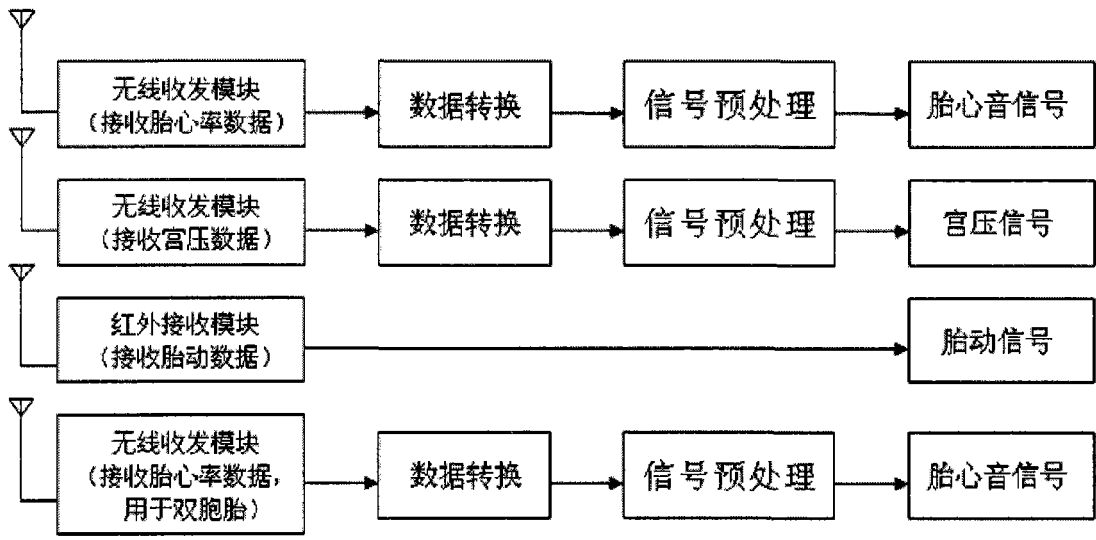 无线收发模块
（接收胎心率数据）
数据转换
信号预处理
胎心音信号
无线收发模块
（接收宫压数据）
数据转换
信号预处理
宫压信号
红外接收模块
（接收胎动数据）
胎动信号
无线收发模块
（接收胎心率数据，
用于双胞胎）
数据转换
信号预处理
胎心音信号